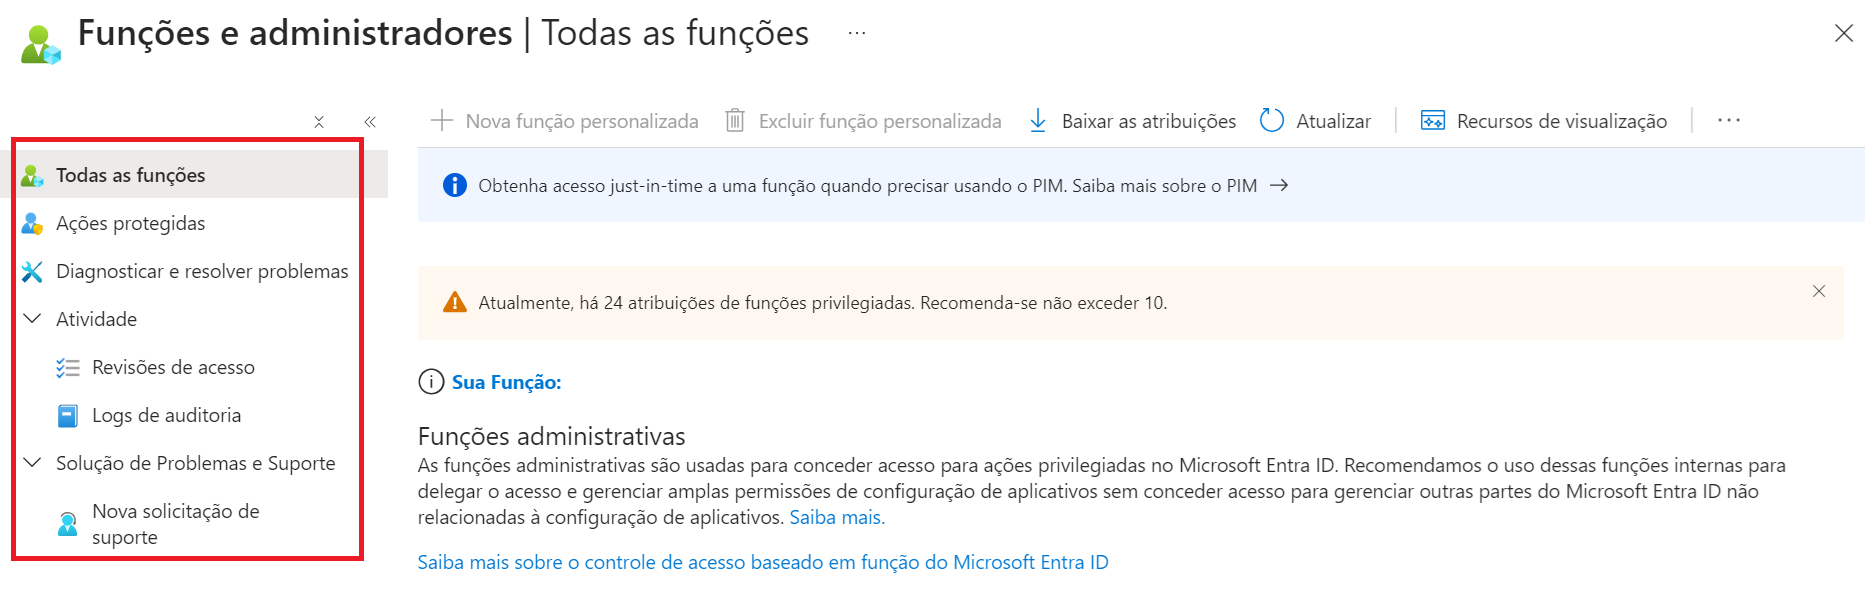 Funções e administradores | Todas as funções ...
Nova função personalizada Excluir função personalizada Baixar as atribuições Atualizar Recursos de visualização ...
Todas as funções
Ações protegidas
Diagnosticar e resolver problemas
Atividade
Revisões de acesso
Logs de auditoria
Solução de Problemas e Suporte
Nova solicitação de
suporte
Obtenha acesso just-in-time a uma função quando precisar usando o PIM. Saiba mais sobre o PIM →
Atualmente, há 24 atribuições de funções privilegiadas. Recomenda-se não exceder 10.
Sua Função:
Funções administrativas
As funções administrativas são usadas para conceder acesso para ações privilegiadas no Microsoft Entra ID. Recomendamos o uso dessas funções internas para
delegar o acesso e gerenciar amplas permissões de configuração de aplicativos sem conceder acesso para gerenciar outras partes do Microsoft Entra ID não
relacionadas à configuração de aplicativos. Saiba mais.
Saiba mais sobre o controle de acesso baseado em função do Microsoft Entra ID